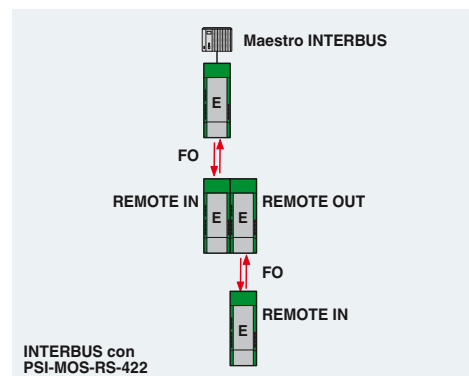 Maestro INTERBUS
E
FO
REMOTE IN
E
E
REMOTE OUT
FO
E
REMOTE IN
INTERBUS con
PSI-MOS-RS-422